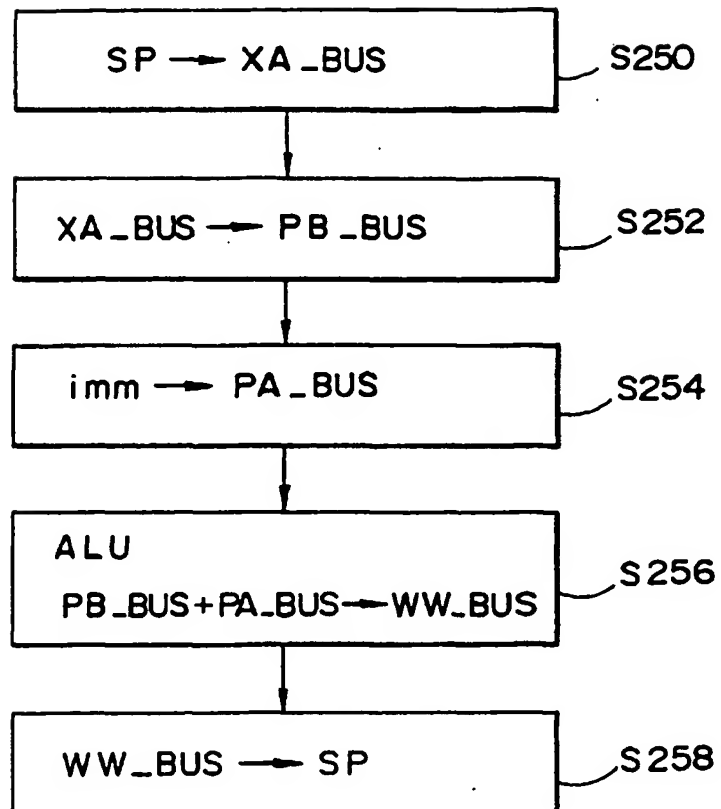 SP → XA_BUS
S250
XA_BUS → PB_BUS
S252
imm → PA_BUS
S254
ALU
PB_BUS+PA_BUS→WW_BUS
S256
WW_BUS → SP
S258